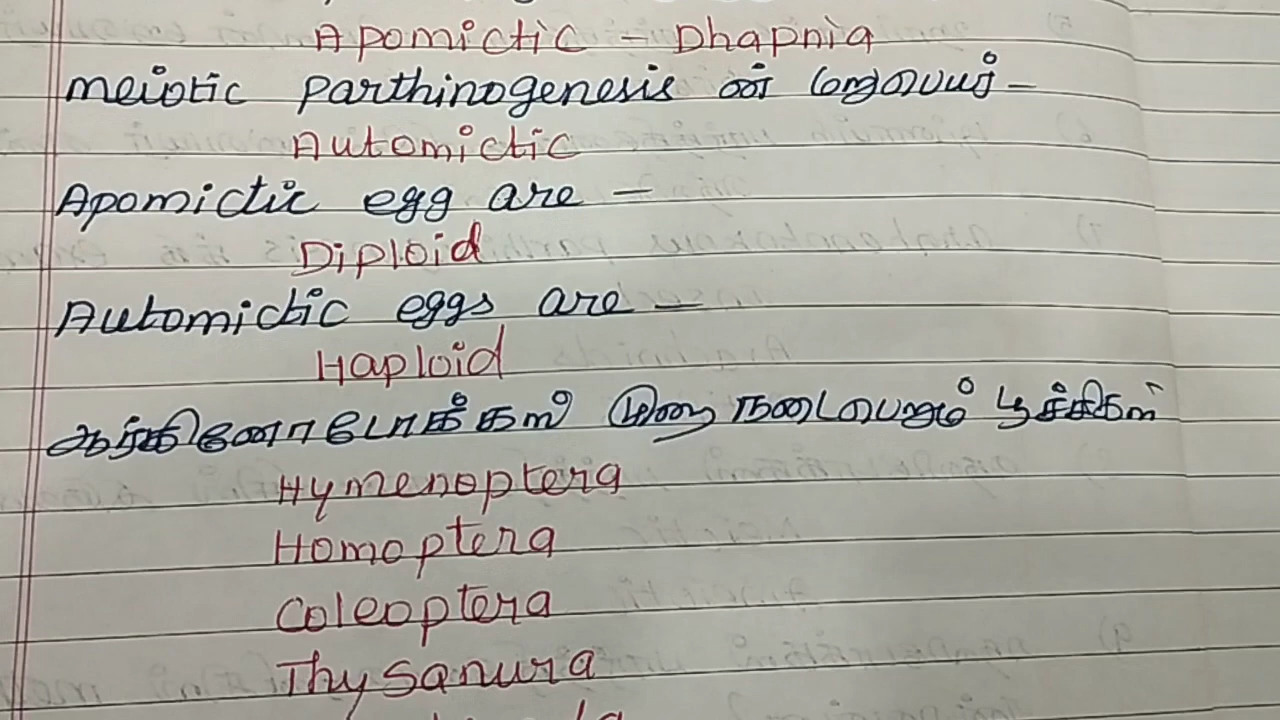 Apomictic - Dhapnia
meiotic parthinogenesis ன் மறுபெயர் -
Automictic
Apomictic egg are -
Diploid
Automictic eggs are -
Haploid
நடைபெறும் பூச்சிகள்
Hymenoptera
Homoptera
Coleoptera
Thysanura